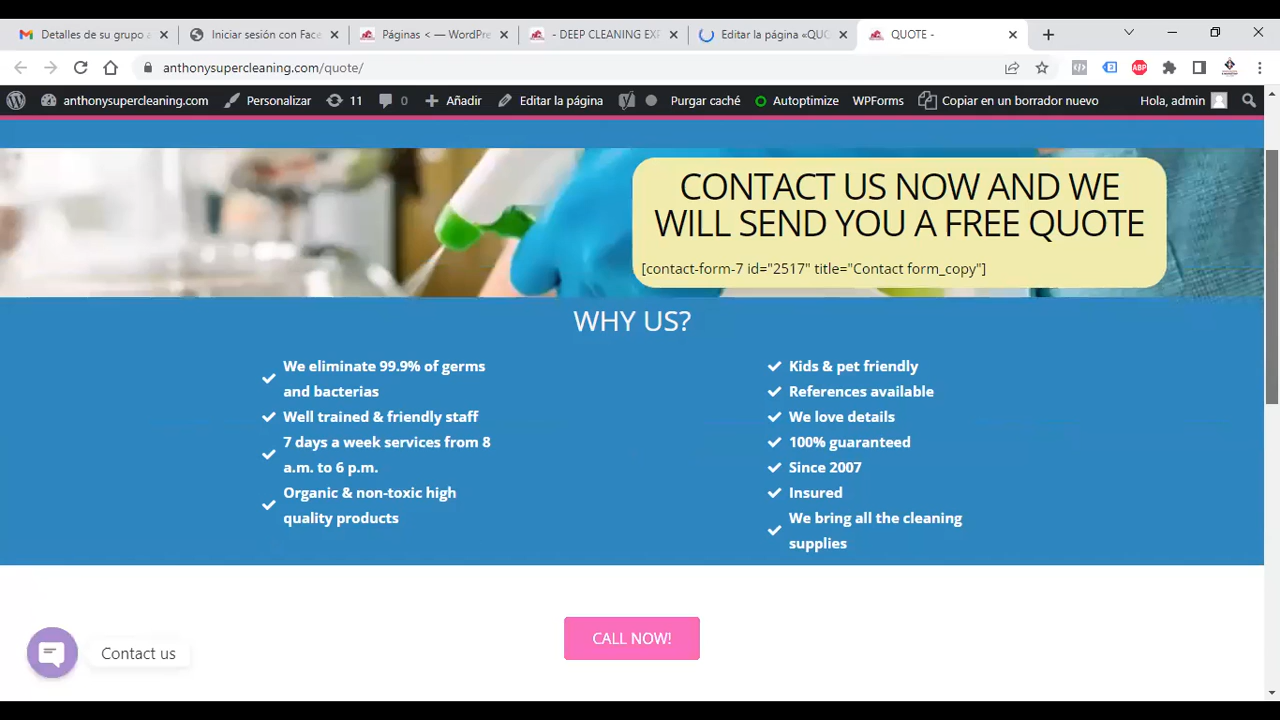 Detalles de su grupo a
Iniciar sesión con Face
Páginas < — WordPre
- DEEP CLEANING EXP
Editar la página «QUO
QUOTE -
anthonysupercleaning.com/quote/
anthonysupercleaning.com
Personalizar
11
0
Añadir
Editar la página
Purgar caché
Autoptimize
WPForms
Copiar en un borrador nuevo
Hola, admin
CONTACT US NOW AND WE
WILL SEND YOU A FREE QUOTE
[contact-form-7 id="2517" title="Contact form_copy"]
WHY US?
We eliminate 99.9% of germs
and bacterias
Well trained & friendly staff
7 days a week services from 8
a.m. to 6 p.m.
Organic & non-toxic high
quality products
Kids & pet friendly
References available
We love details
100% guaranteed
Since 2007
Insured
We bring all the cleaning
supplies
CALL NOW!
Contact us